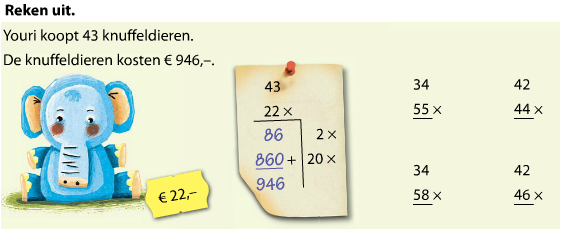 Reken uit.
Youri koopt 43 knuffeldieren.
De knuffeldieren kosten € 946,–.
€ 22,–
43
22 ×
86 2 ×
860 + 20 ×
946
34
55 ×
42
44 ×
34
58 ×
42
46 ×